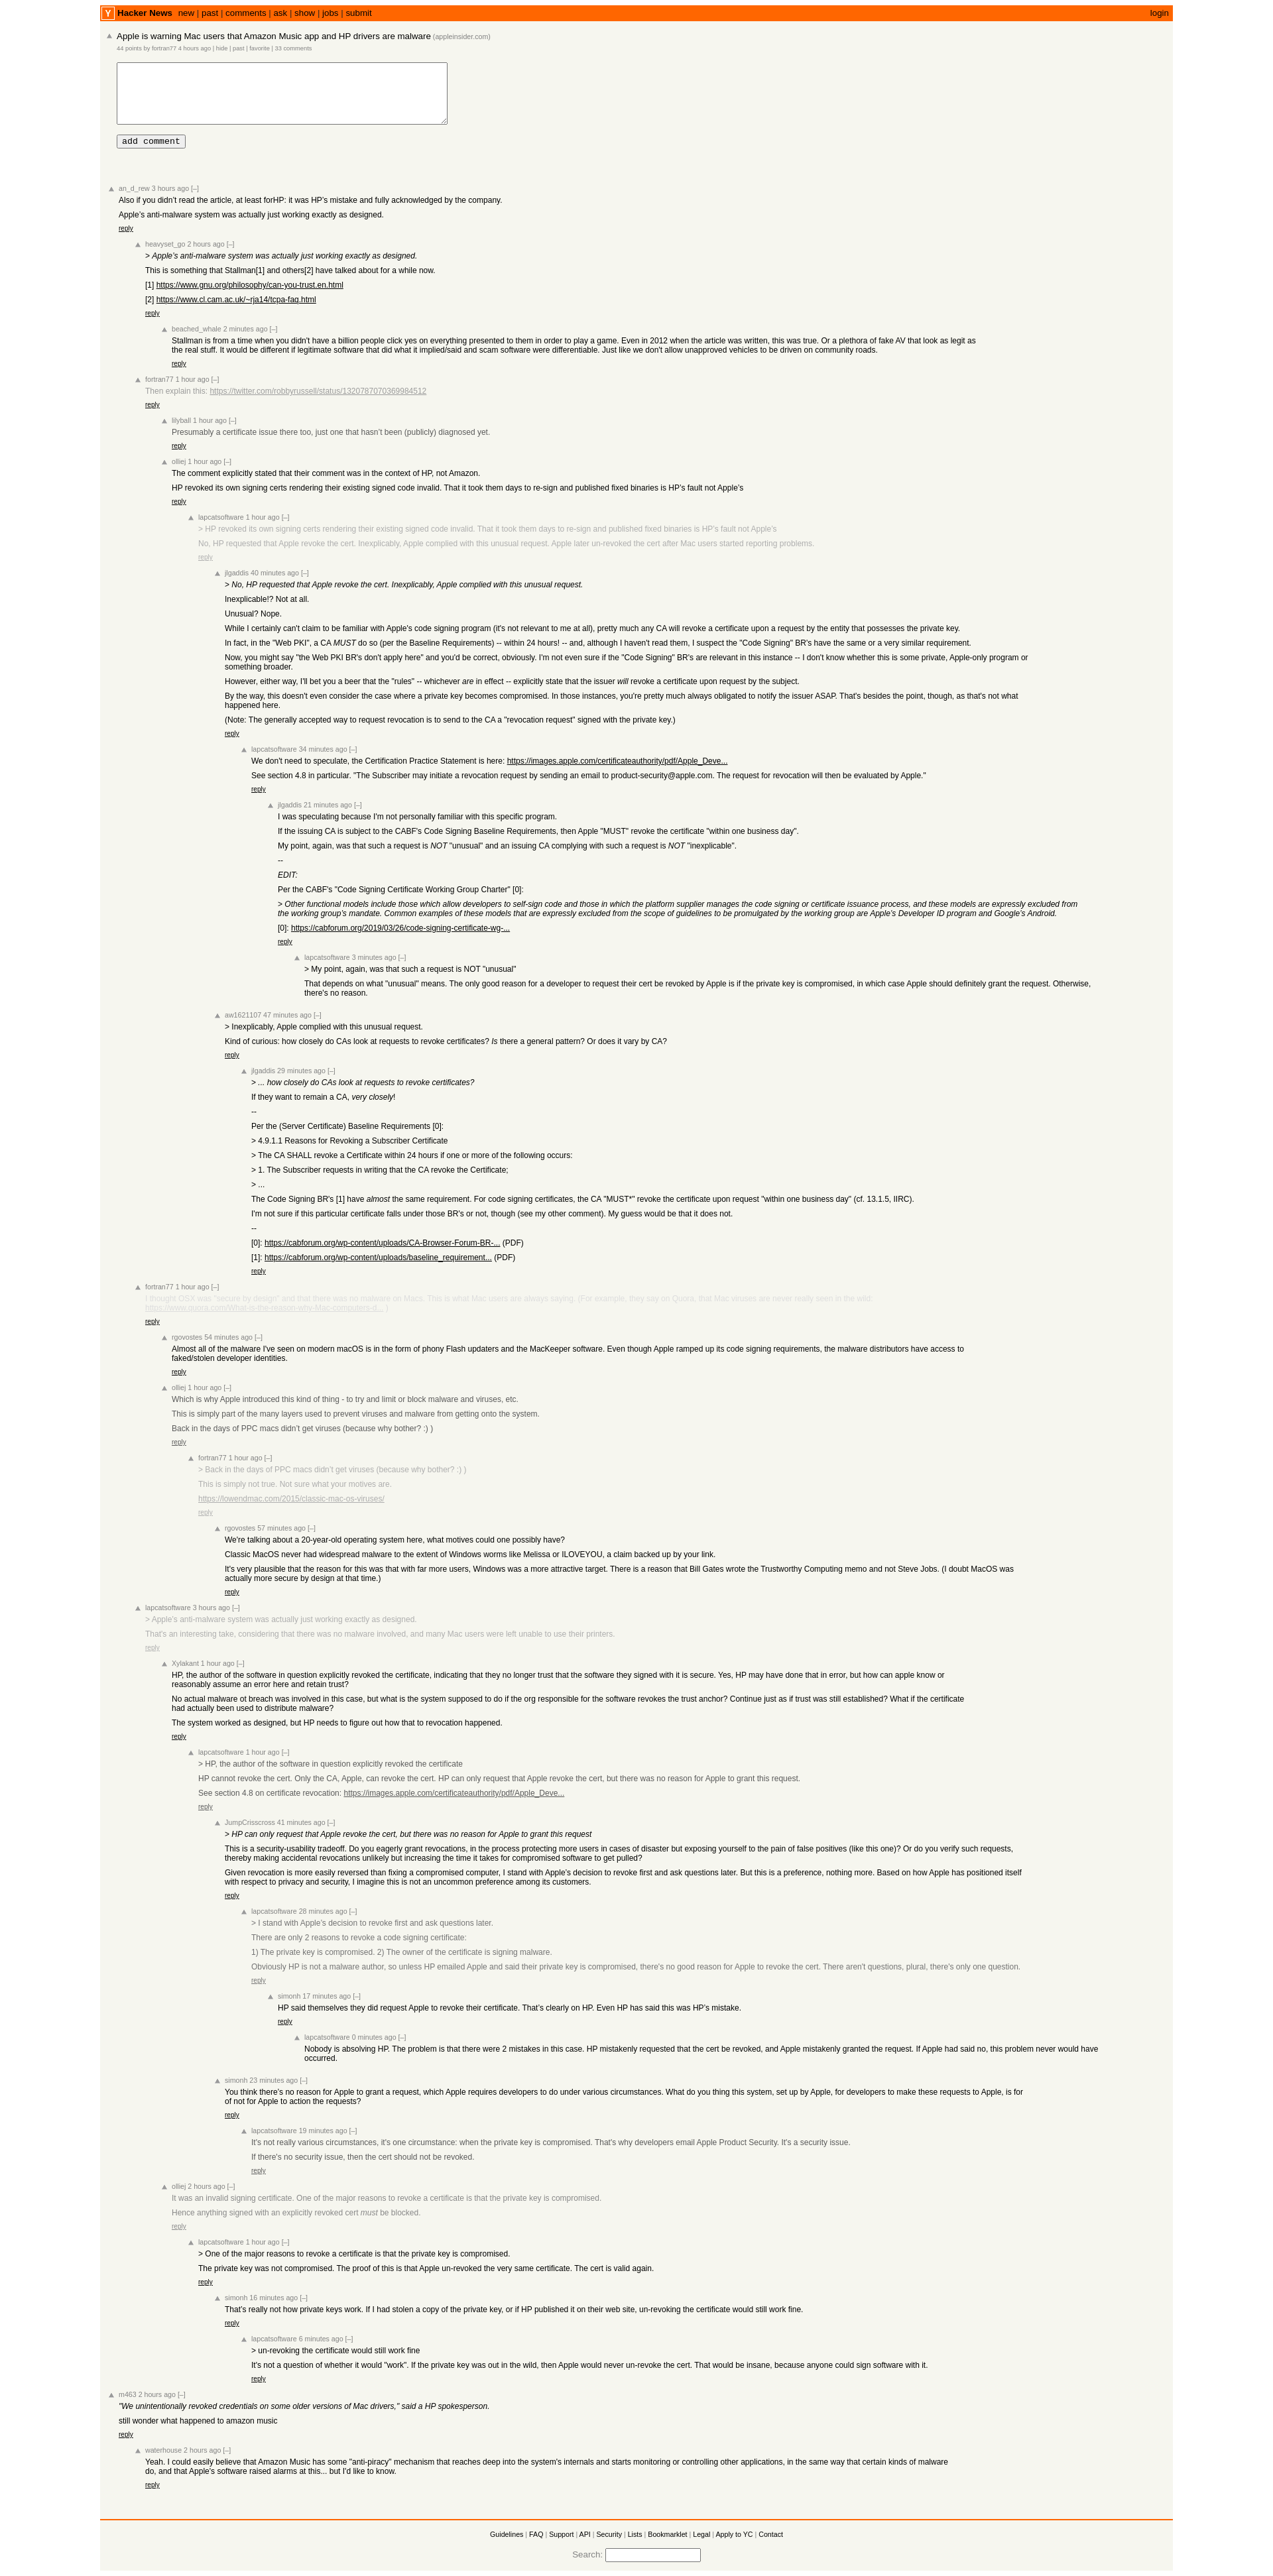 Y Hacker News new | past | comments | ask | show | jobs | submit login
Apple is warning Mac users that Amazon Music app and HP drivers are malware (appleinsider.com)
44 points by fortran77 4 hours ago | hide | past | favorite | 33 comments
add comment
an_d_rew 3 hours ago [–]
Also if you didn't read the article, at least forHP: it was HP's mistake and fully acknowledged by the company.
Apple's anti-malware system was actually just working exactly as designed.
reply
heavyset_go 2 hours ago [–]
> Apple's anti-malware system was actually just working exactly as designed.
This is something that Stallman[1] and others[2] have talked about for a while now.
[1] https://www.gnu.org/philosophy/can-you-trust.en.html
[2] https://www.cl.cam.ac.uk/~rja14/tcpa-faq.html
reply
beached_whale 2 minutes ago [–]
Stallman is from a time when you didn't have a billion people click yes on everything presented to them in order to play a game. Even in 2012 when the article was written, this was true. Or a plethora of fake AV that look as legit as
the real stuff. It would be different if legitimate software that did what it implied/said and scam software were differentiable. Just like we don't allow unapproved vehicles to be driven on community roads.
reply
fortran77 1 hour ago [–]
Then explain this: https://twitter.com/robbyrussell/status/1320787070369984512
reply
lilyball 1 hour ago [–]
Presumably a certificate issue there too, just one that hasn't been (publicly) diagnosed yet.
reply
olliej 1 hour ago [–]
The comment explicitly stated that their comment was in the context of HP, not Amazon.
HP revoked its own signing certs rendering their existing signed code invalid. That it took them days to re-sign and published fixed binaries is HP's fault not Apple's
reply
lapcatsoftware 1 hour ago [–]
> HP revoked its own signing certs rendering their existing signed code invalid. That it took them days to re-sign and published fixed binaries is HP's fault not Apple's
No, HP requested that Apple revoke the cert. Inexplicably, Apple complied with this unusual request. Apple later un-revoked the cert after Mac users started reporting problems.
reply
jlgaddis 40 minutes ago [–]
> No, HP requested that Apple revoke the cert. Inexplicably, Apple complied with this unusual request.
Inexplicable!? Not at all.
Unusual? Nope.
While I certainly can't claim to be familiar with Apple's code signing program (it's not relevant to me at all), pretty much any CA will revoke a certificate upon a request by the entity that possesses the private key.
In fact, in the "Web PKI", a CA MUST do so (per the Baseline Requirements) -- within 24 hours! -- and, although I haven't read them, I suspect the "Code Signing" BR's have the same or a very similar requirement.
Now, you might say "the Web PKI BR's don't apply here" and you'd be correct, obviously. I'm not even sure if the "Code Signing" BR's are relevant in this instance -- I don't know whether this is some private, Apple-only program or
something broader.
However, either way, I'll bet you a beer that the "rules" -- whichever are in effect -- explicitly state that the issuer will revoke a certificate upon request by the subject.
By the way, this doesn't even consider the case where a private key becomes compromised. In those instances, you're pretty much always obligated to notify the issuer ASAP. That's besides the point, though, as that's not what
happened here.
(Note: The generally accepted way to request revocation is to send to the CA a "revocation request" signed with the private key.)
reply
lapcatsoftware 34 minutes ago [–]
We don't need to speculate, the Certification Practice Statement is here: https://images.apple.com/certificateauthority/pdf/Apple_Deve...
See section 4.8 in particular. "The Subscriber may initiate a revocation request by sending an email to product-security@apple.com. The request for revocation will then be evaluated by Apple."
reply
jlgaddis 21 minutes ago [–]
I was speculating because I'm not personally familiar with this specific program.
If the issuing CA is subject to the CABF's Code Signing Baseline Requirements, then Apple "MUST" revoke the certificate "within one business day".
My point, again, was that such a request is NOT "unusual" and an issuing CA complying with such a request is NOT "inexplicable".
--
EDIT:
Per the CABF's "Code Signing Certificate Working Group Charter" [0]:
> Other functional models include those which allow developers to self-sign code and those in which the platform supplier manages the code signing or certificate issuance process, and these models are expressly excluded from
the working group's mandate. Common examples of these models that are expressly excluded from the scope of guidelines to be promulgated by the working group are Apple's Developer ID program and Google's Android.
[0]: https://cabforum.org/2019/03/26/code-signing-certificate-wg-...
reply
lapcatsoftware 3 minutes ago [–]
> My point, again, was that such a request is NOT "unusual"
That depends on what "unusual" means. The only good reason for a developer to request their cert be revoked by Apple is if the private key is compromised, in which case Apple should definitely grant the request. Otherwise,
there's no reason.
aw1621107 47 minutes ago [–]
> Inexplicably, Apple complied with this unusual request.
Kind of curious: how closely do CAs look at requests to revoke certificates? Is there a general pattern? Or does it vary by CA?
reply
jlgaddis 29 minutes ago [–]
> ... how closely do CAs look at requests to revoke certificates?
If they want to remain a CA, very closely!
--
Per the (Server Certificate) Baseline Requirements [0]:
> 4.9.1.1 Reasons for Revoking a Subscriber Certificate
> The CA SHALL revoke a Certificate within 24 hours if one or more of the following occurs:
> 1. The Subscriber requests in writing that the CA revoke the Certificate;
> ...
The Code Signing BR's [1] have almost the same requirement. For code signing certificates, the CA "MUST*" revoke the certificate upon request "within one business day" (cf. 13.1.5, IIRC).
I'm not sure if this particular certificate falls under those BR's or not, though (see my other comment). My guess would be that it does not.
--
[0]: https://cabforum.org/wp-content/uploads/CA-Browser-Forum-BR-... (PDF)
[1]: https://cabforum.org/wp-content/uploads/baseline_requirement... (PDF)
reply
fortran77 1 hour ago [–]
I thought OSX was "secure by design" and that there was no malware on Macs. This is what Mac users are always saying. (For example, they say on Quora, that Mac viruses are never really seen in the wild:
https://www.quora.com/What-is-the-reason-why-Mac-computers-d... )
reply
rgovostes 54 minutes ago [–]
Almost all of the malware I've seen on modern macOS is in the form of phony Flash updaters and the MacKeeper software. Even though Apple ramped up its code signing requirements, the malware distributors have access to
faked/stolen developer identities.
reply
olliej 1 hour ago [–]
Which is why Apple introduced this kind of thing - to try and limit or block malware and viruses, etc.
This is simply part of the many layers used to prevent viruses and malware from getting onto the system.
Back in the days of PPC macs didn't get viruses (because why bother? :) )
reply
fortran77 1 hour ago [–]
> Back in the days of PPC macs didn't get viruses (because why bother? :) )
This is simply not true. Not sure what your motives are.
https://lowendmac.com/2015/classic-mac-os-viruses/
reply
rgovostes 57 minutes ago [–]
We're talking about a 20-year-old operating system here, what motives could one possibly have?
Classic MacOS never had widespread malware to the extent of Windows worms like Melissa or ILOVEYOU, a claim backed up by your link.
It's very plausible that the reason for this was that with far more users, Windows was a more attractive target. There is a reason that Bill Gates wrote the Trustworthy Computing memo and not Steve Jobs. (I doubt MacOS was
actually more secure by design at that time.)
reply
lapcatsoftware 3 hours ago [–]
> Apple's anti-malware system was actually just working exactly as designed.
That's an interesting take, considering that there was no malware involved, and many Mac users were left unable to use their printers.
reply
Xylakant 1 hour ago [–]
HP, the author of the software in question explicitly revoked the certificate, indicating that they no longer trust that the software they signed with it is secure. Yes, HP may have done that in error, but how can apple know or
reasonably assume an error here and retain trust?
No actual malware ot breach was involved in this case, but what is the system supposed to do if the org responsible for the software revokes the trust anchor? Continue just as if trust was still established? What if the certificate
had actually been used to distribute malware?
The system worked as designed, but HP needs to figure out how that to revocation happened.
reply
lapcatsoftware 1 hour ago [–]
> HP, the author of the software in question explicitly revoked the certificate
HP cannot revoke the cert. Only the CA, Apple, can revoke the cert. HP can only request that Apple revoke the cert, but there was no reason for Apple to grant this request.
See section 4.8 on certificate revocation: https://images.apple.com/certificateauthority/pdf/Apple_Deve...
reply
JumpCrisscross 41 minutes ago [–]
> HP can only request that Apple revoke the cert, but there was no reason for Apple to grant this request
This is a security-usability tradeoff. Do you eagerly grant revocations, in the process protecting more users in cases of disaster but exposing yourself to the pain of false positives (like this one)? Or do you verify such requests,
thereby making accidental revocations unlikely but increasing the time it takes for compromised software to get pulled?
Given revocation is more easily reversed than fixing a compromised computer, I stand with Apple's decision to revoke first and ask questions later. But this is a preference, nothing more. Based on how Apple has positioned itself
with respect to privacy and security, I imagine this is not an uncommon preference among its customers.
reply
lapcatsoftware 28 minutes ago [–]
> I stand with Apple's decision to revoke first and ask questions later.
There are only 2 reasons to revoke a code signing certificate:
1) The private key is compromised. 2) The owner of the certificate is signing malware.
Obviously HP is not a malware author, so unless HP emailed Apple and said their private key is compromised, there's no good reason for Apple to revoke the cert. There aren't questions, plural, there's only one question.
reply
simonh 17 minutes ago [–]
HP said themselves they did request Apple to revoke their certificate. That's clearly on HP. Even HP has said this was HP's mistake.
reply
lapcatsoftware 0 minutes ago [–]
Nobody is absolving HP. The problem is that there were 2 mistakes in this case. HP mistakenly requested that the cert be revoked, and Apple mistakenly granted the request. If Apple had said no, this problem never would have
occurred.
simonh 23 minutes ago [–]
You think there's no reason for Apple to grant a request, which Apple requires developers to do under various circumstances. What do you thing this system, set up by Apple, for developers to make these requests to Apple, is for
of not for Apple to action the requests?
reply
lapcatsoftware 19 minutes ago [–]
It's not really various circumstances, it's one circumstance: when the private key is compromised. That's why developers email Apple Product Security. It's a security issue.
If there's no security issue, then the cert should not be revoked.
reply
olliej 2 hours ago [–]
It was an invalid signing certificate. One of the major reasons to revoke a certificate is that the private key is compromised.
Hence anything signed with an explicitly revoked cert must be blocked.
reply
lapcatsoftware 1 hour ago [–]
> One of the major reasons to revoke a certificate is that the private key is compromised.
The private key was not compromised. The proof of this is that Apple un-revoked the very same certificate. The cert is valid again.
reply
simonh 16 minutes ago [–]
That's really not how private keys work. If I had stolen a copy of the private key, or if HP published it on their web site, un-revoking the certificate would still work fine.
reply
lapcatsoftware 6 minutes ago [–]
> un-revoking the certificate would still work fine
It's not a question of whether it would "work". If the private key was out in the wild, then Apple would never un-revoke the cert. That would be insane, because anyone could sign software with it.
reply
m463 2 hours ago [–]
"We unintentionally revoked credentials on some older versions of Mac drivers," said a HP spokesperson.
still wonder what happened to amazon music
reply
waterhouse 2 hours ago [–]
Yeah. I could easily believe that Amazon Music has some "anti-piracy" mechanism that reaches deep into the system's internals and starts monitoring or controlling other applications, in the same way that certain kinds of malware
do, and that Apple's software raised alarms at this... but I'd like to know.
reply
Guidelines | FAQ | Support | API | Security | Lists | Bookmarklet | Legal | Apply to YC | Contact
Search: